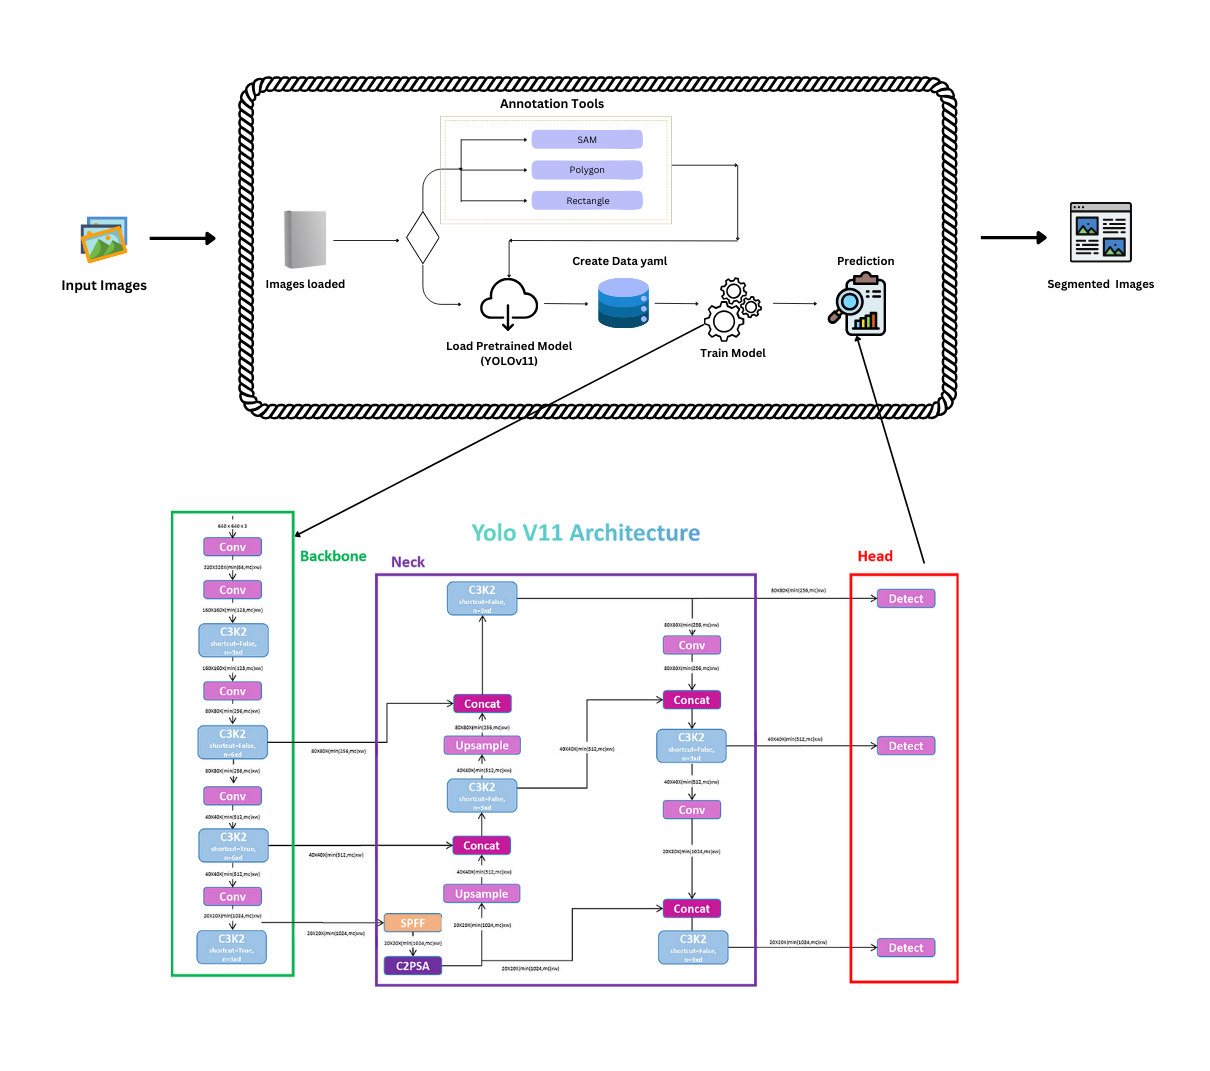 Annotation Tools
SAM
Polygon
Rectangle
Input Images
Images loaded
Create Data yaml
Prediction
Segmented Images
Load Pretrained Model
(YOLOv11)
Train Model
Yolo V11 Architecture
Backbone
640 x 640 x 3
Conv
320X320X(min(64,mc)xw)
Conv
160X160X(min(128,mc)xw)
C3K2
shortcut=False,
n=3xd
160X160X(min(128,mc)xw)
Conv
80X80X(min(256,mc)xw)
C3K2
shortcut=False,
n=6xd
80X80X(min(256,mc)xw)
Conv
40X40X(min(512,mc)xw)
C3K2
shortcut=True,
n=6xd
40X40X(min(512,mc)xw)
Conv
20X20X(min(1024,mc)xw)
C3K2
shortcut=True,
n=3xd
80X80X(min(256,mc)xw)
40X40X(min(512,mc)xw)
20X20X(min(1024,mc)xw)
Neck
C3K2
shortcut=False,
n=3xd
Concat
80X80X(min(256,mc)xw)
Upsample
40X40X(min(512,mc)xw)
C3K2
shortcut=False,
n=3xd
Concat
40X40X(min(512,mc)xw)
Upsample
20X20X(min(1024,mc)xw)
SPFF
20X20X(min(1024,mc)xw)
C2PSA
20X20X(min(1024,mc)xw)
40X40X(min(512,mc)xw)
80X80X(min(256,mc)xw)
Conv
80X80X(min(256,mc)xw)
Concat
C3K2
shortcut=False,
n=3xd
40X40X(min(512,mc)xw)
Conv
20X20X(min(1024,mc)xw)
Concat
C3K2
shortcut=False,
n=3xd
80X80X(min(256,mc)xw)
40X40X(min(512,mc)xw)
20X20X(min(1024,mc)xw)
Head
Detect
Detect
Detect